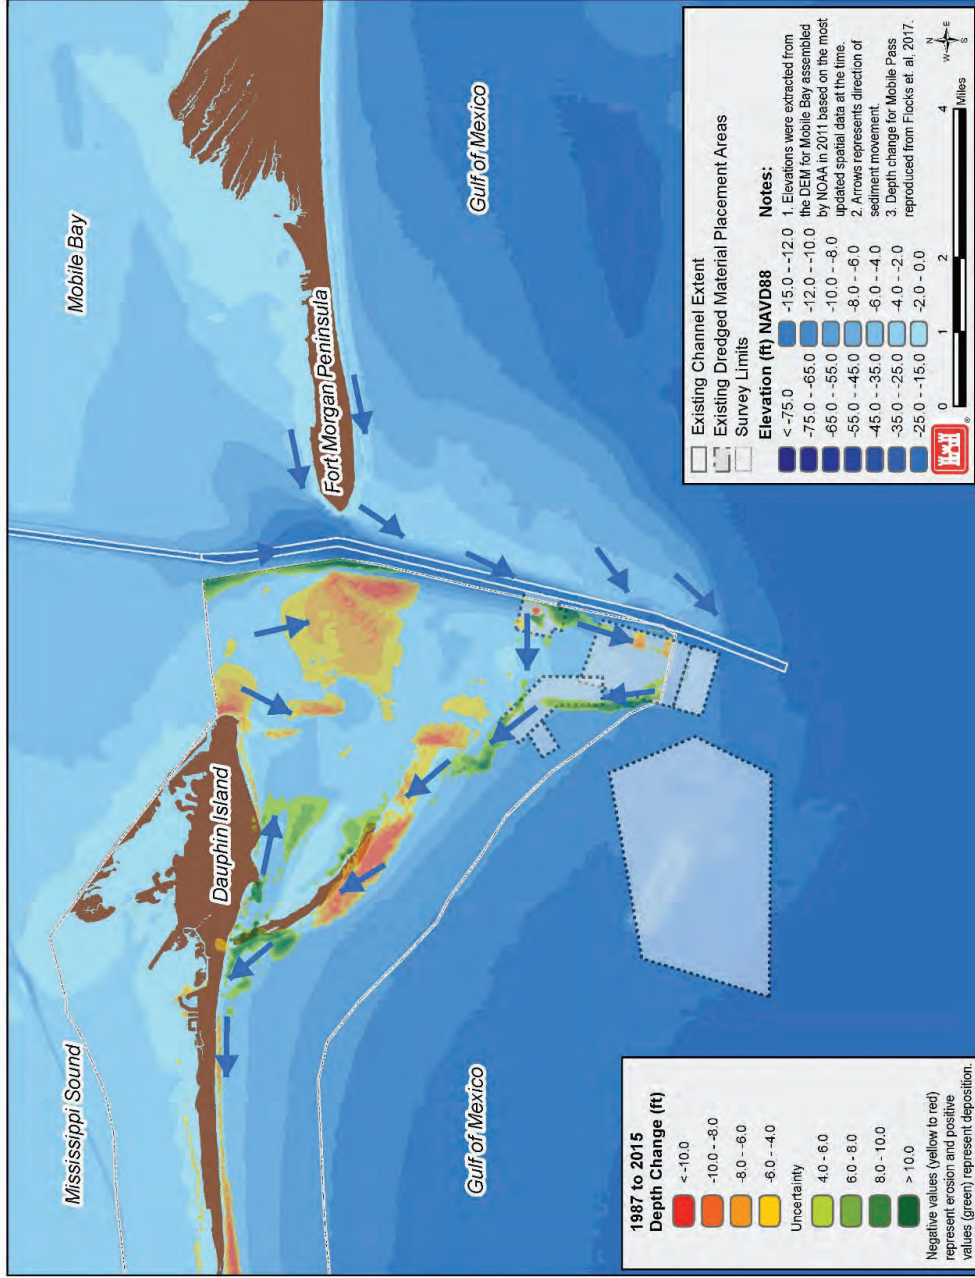 Mississippi Sound
Mobile Bay
Dauphin Island
Fort Morgan Peninsula
Gulf of Mexico
Gulf of Mexico
1987 to 2015
Depth Change (ft)
< -10.0
-10.0 - -8.0
-8.0 - -6.0
-6.0 - -4.0
Uncertainty
4.0 - 6.0
6.0 - 8.0
8.0 - 10.0
> 10.0
Negative values (yellow to red)
represent erosion and positive
values (green) represent deposition.
Existing Channel Extent
Existing Dredged Material Placement Areas
Survey Limits
Elevation (ft) NAVD88
< -75.0
-75.0 - -65.0
-65.0 - -55.0
-55.0 - -45.0
-45.0 - -35.0
-35.0 - -25.0
-25.0 - -15.0
-15.0 - -12.0
-12.0 - -10.0
-10.0 - -8.0
-8.0 - -6.0
-6.0 - -4.0
-4.0 - -2.0
-2.0 - 0.0
Notes:
1. Elevations were extracted from
the DEM for Mobile Bay assembled
by NOAA in 2011 based on the most
updated spatial data at the time.
2. Arrows represents direction of
sediment movement.
3. Depth change for Mobile Pass
reproduced from Flocks et. al, 2017.
®
0 1 2 4
Miles
N
W E
S